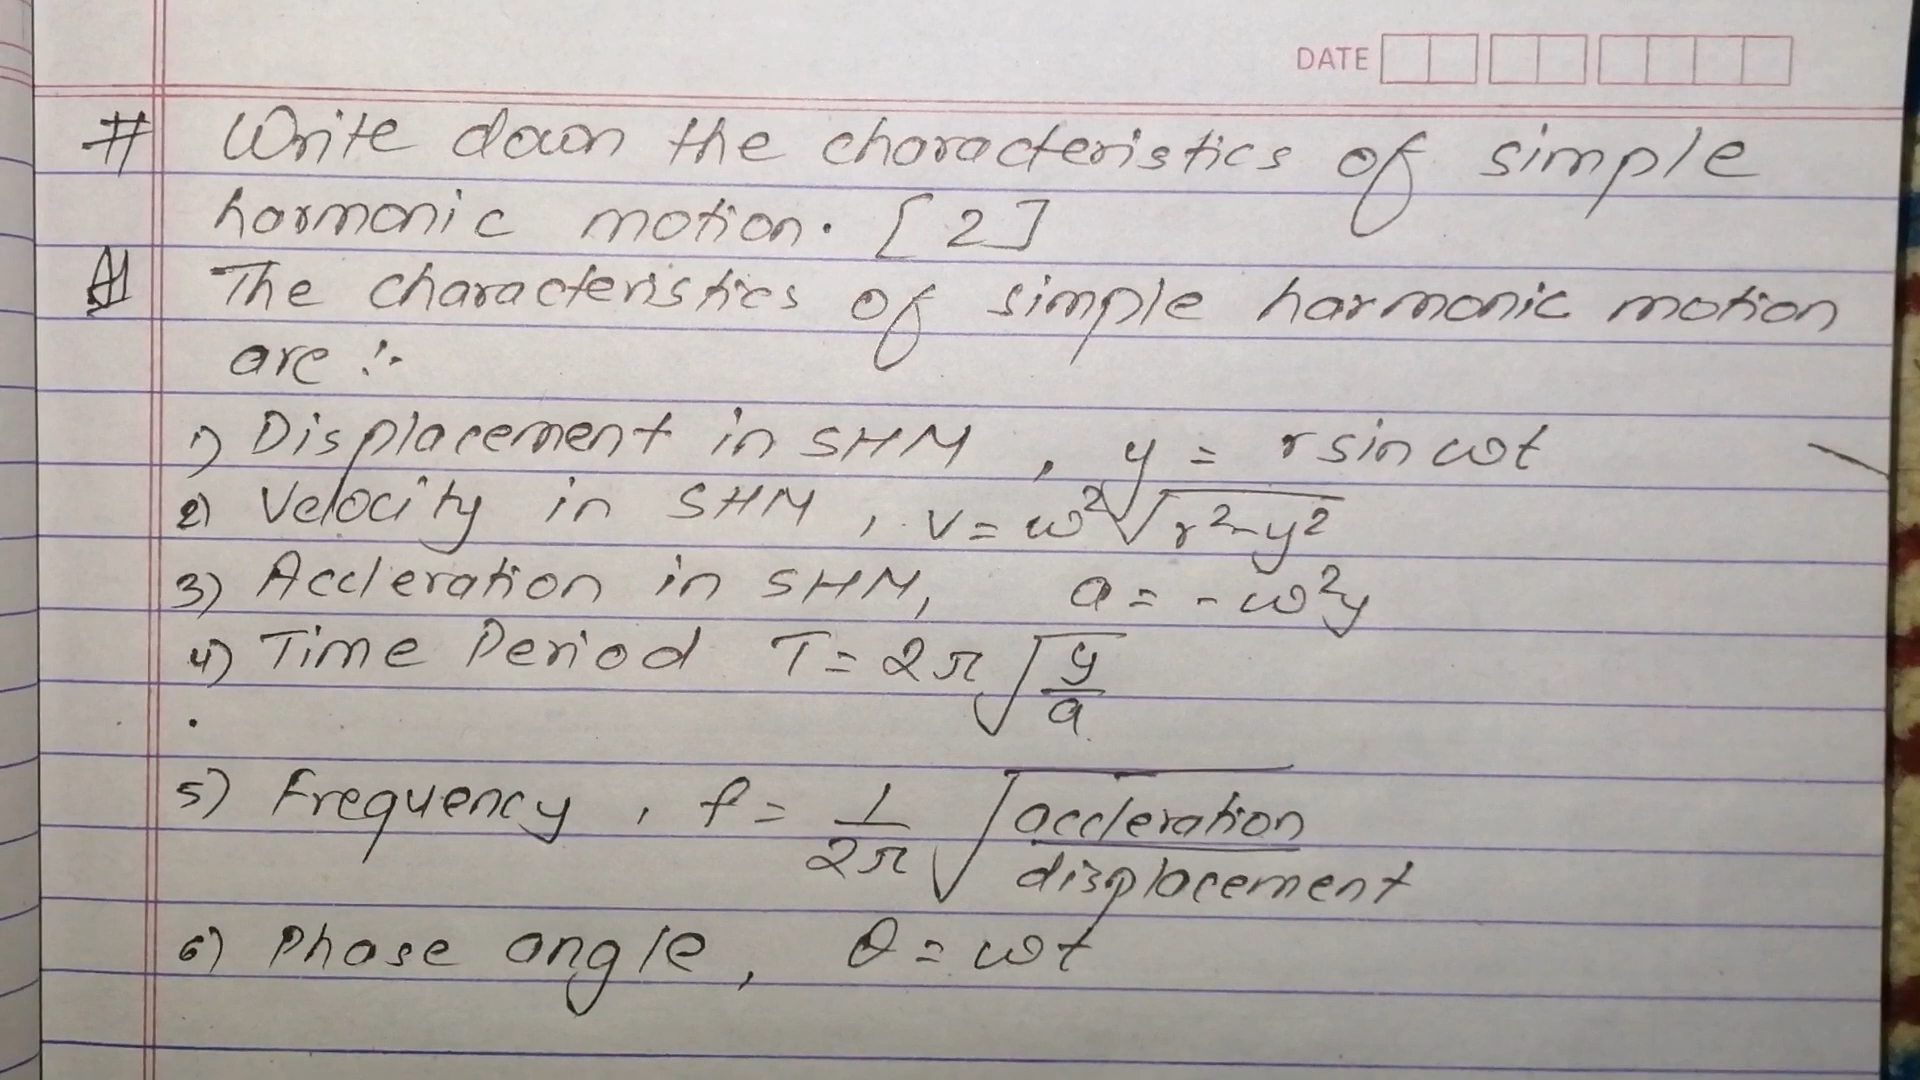 DATE
# Write down the characteristics of simple
harmonic motion. [2]
The characteristics of simple harmonic motion
are :-
1) Displacement in SHM , y = r sin ωt
2) Velocity in SHM , v = ω²√(r²-y²)
3) Accleration in SHM, a = -ω²y
4) Time Period T = 2π√(y/a)
5) Frequency , f = 1/2π √(accleration/displacement)
6) Phase angle, θ = ωt